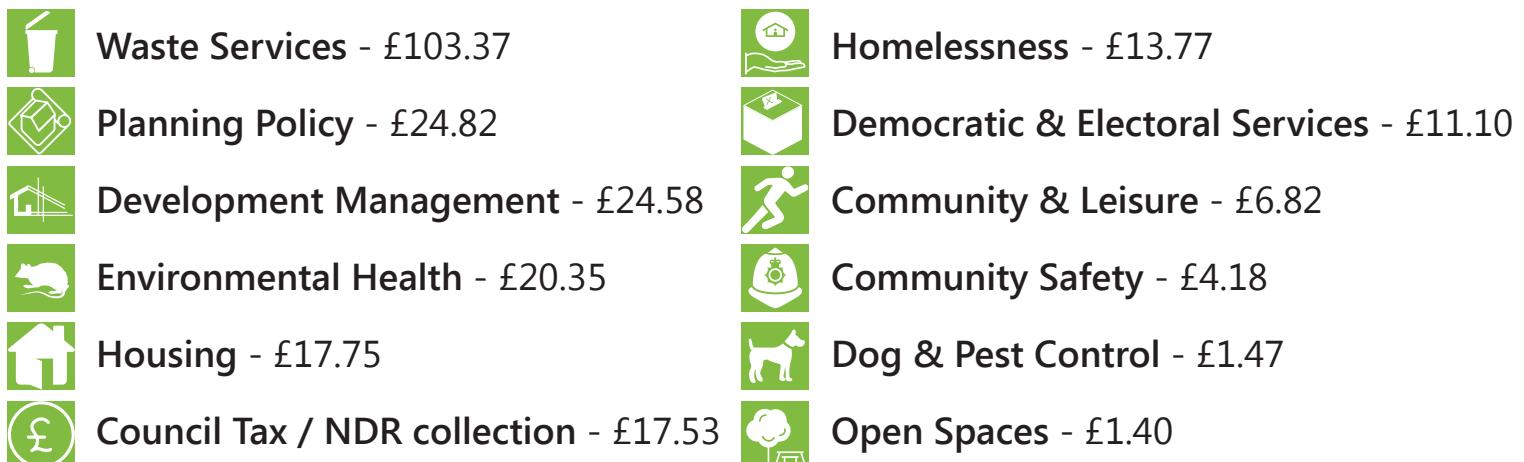 Waste Services - £103.37
Planning Policy - £24.82
Development Management - £24.58
Environmental Health - £20.35
Housing - £17.75
£
Council Tax / NDR collection - £17.53
Homelessness - £13.77
Democratic & Electoral Services - £11.10
Community & Leisure - £6.82
Community Safety - £4.18
Dog & Pest Control - £1.47
Open Spaces - £1.40